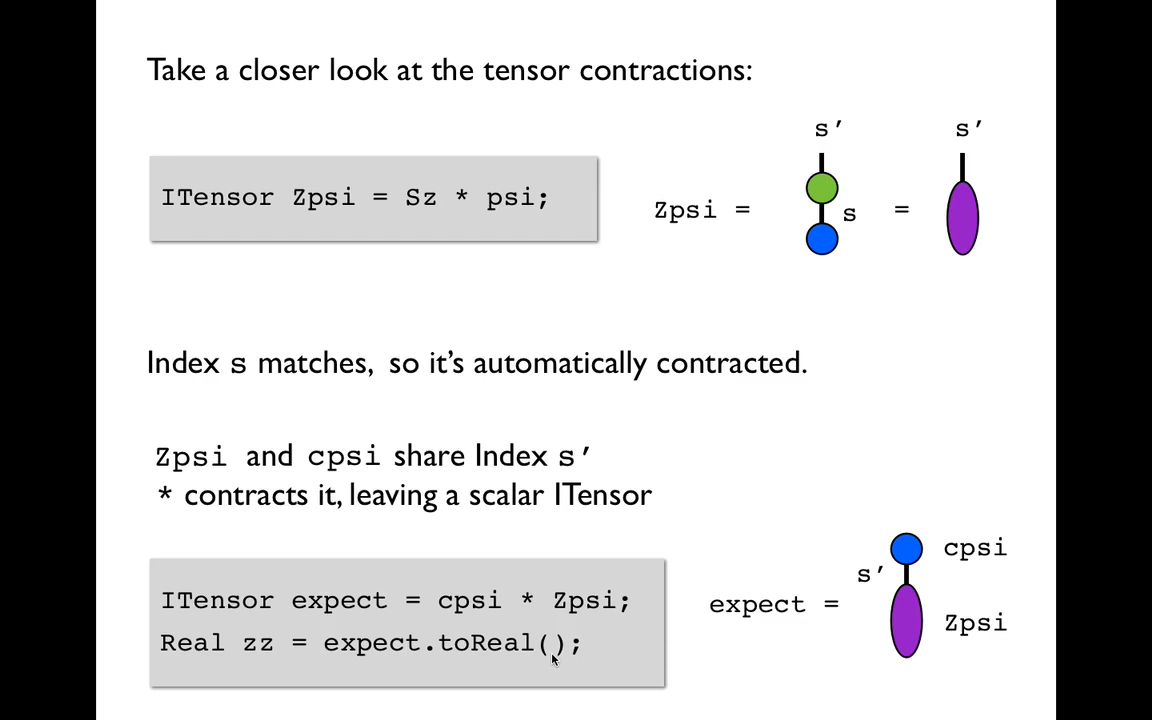 Take a closer look at the tensor contractions:
s′
s′
ITensor Zpsi = Sz * psi;
Zpsi =
s
=
Index s matches, so it's automatically contracted.
Zpsi and cpsi share Index s′
* contracts it, leaving a scalar ITensor
cpsi
s′
ITensor expect = cpsi * Zpsi;
expect =
Zpsi
Real zz = expect.toReal();